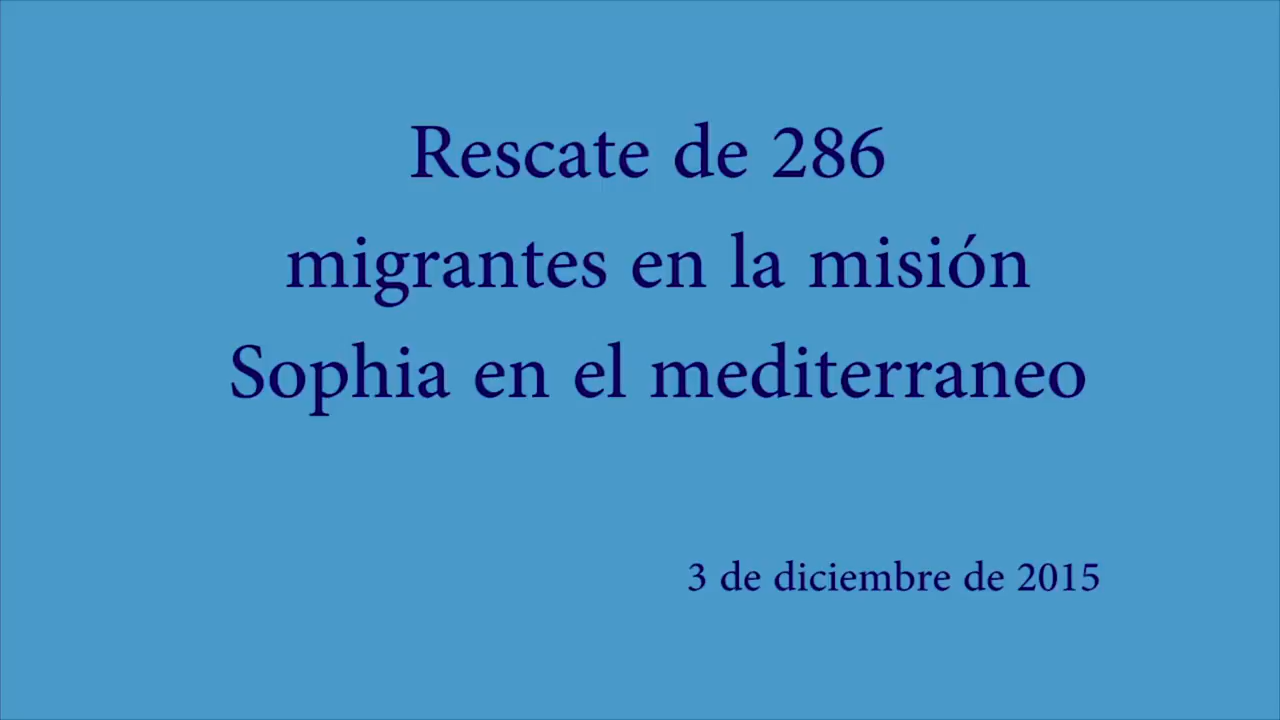 Rescate de 286
migrantes en la misión
Sophia en el mediterraneo
3 de diciembre de 2015